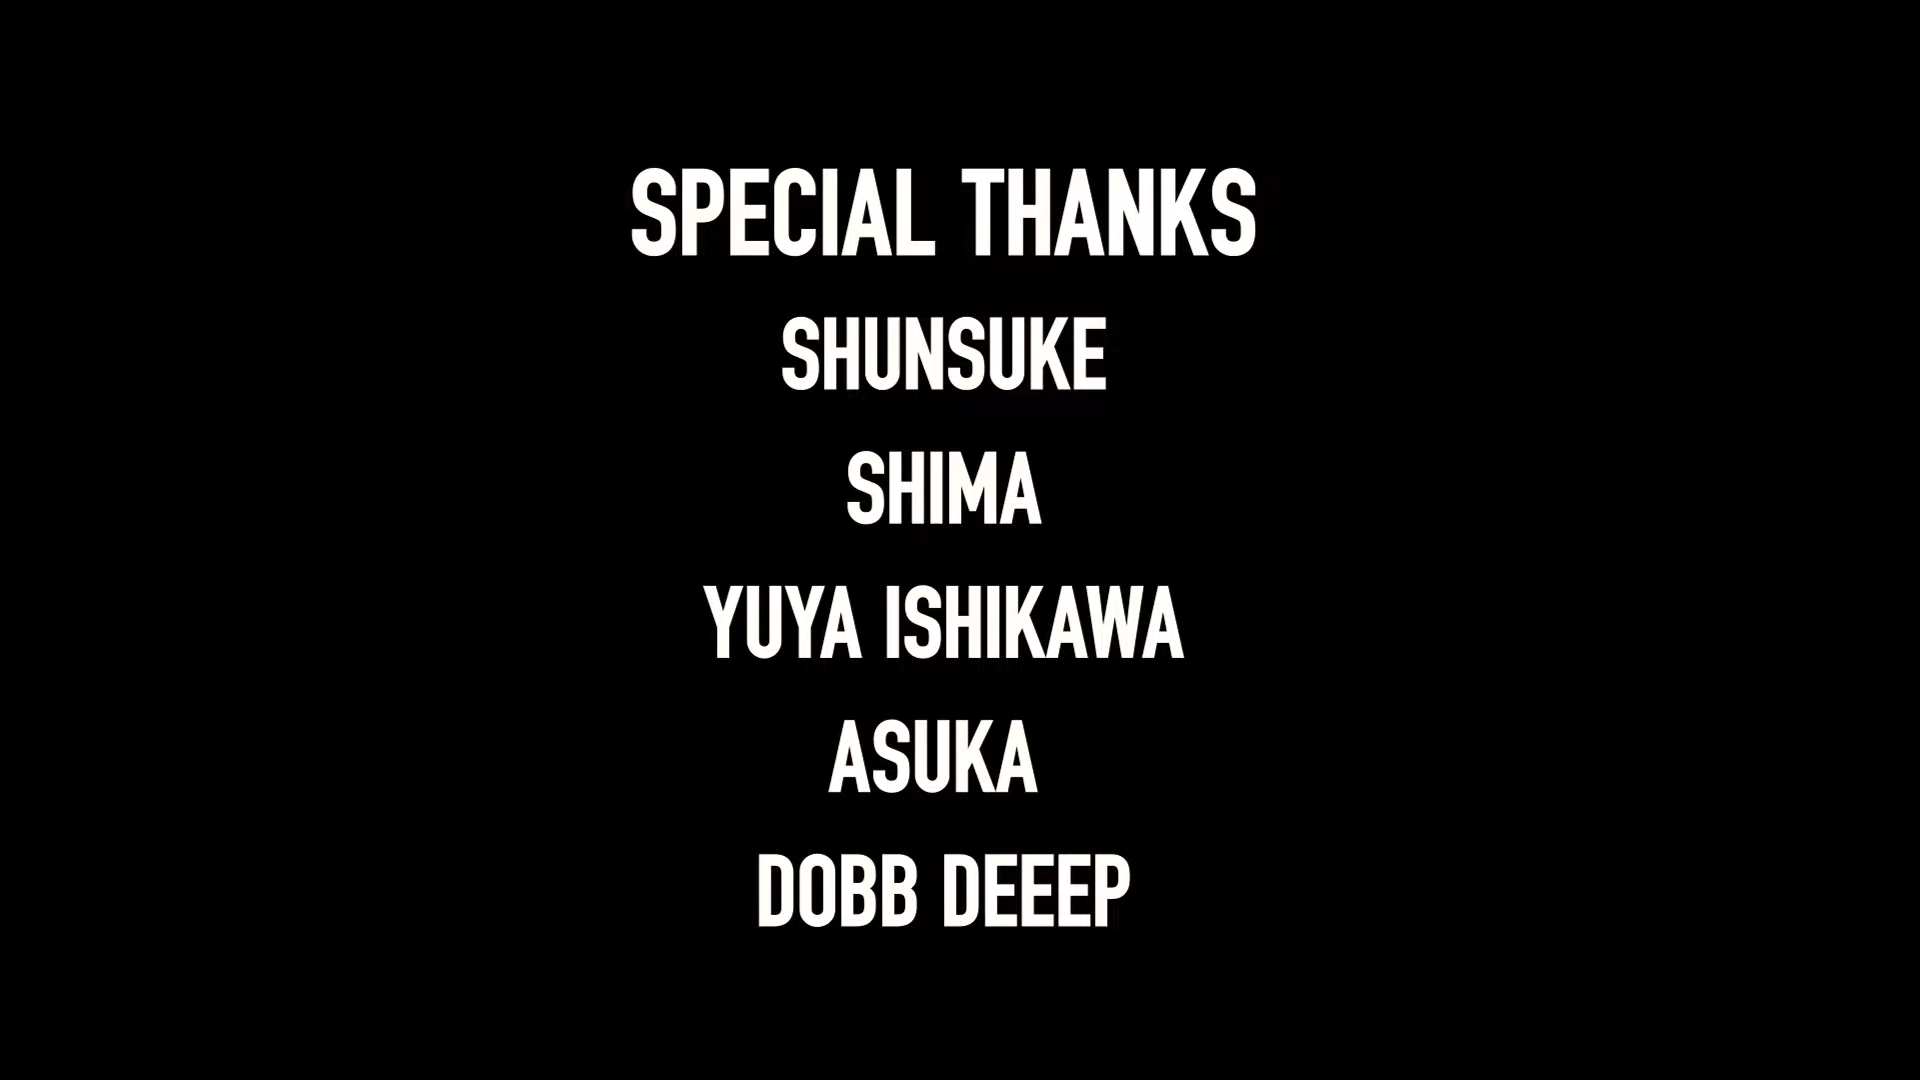 SPECIAL THANKS
SHUNSUKE
SHIMA
YUYA ISHIKAWA
ASUKA
DOBB DEEEP